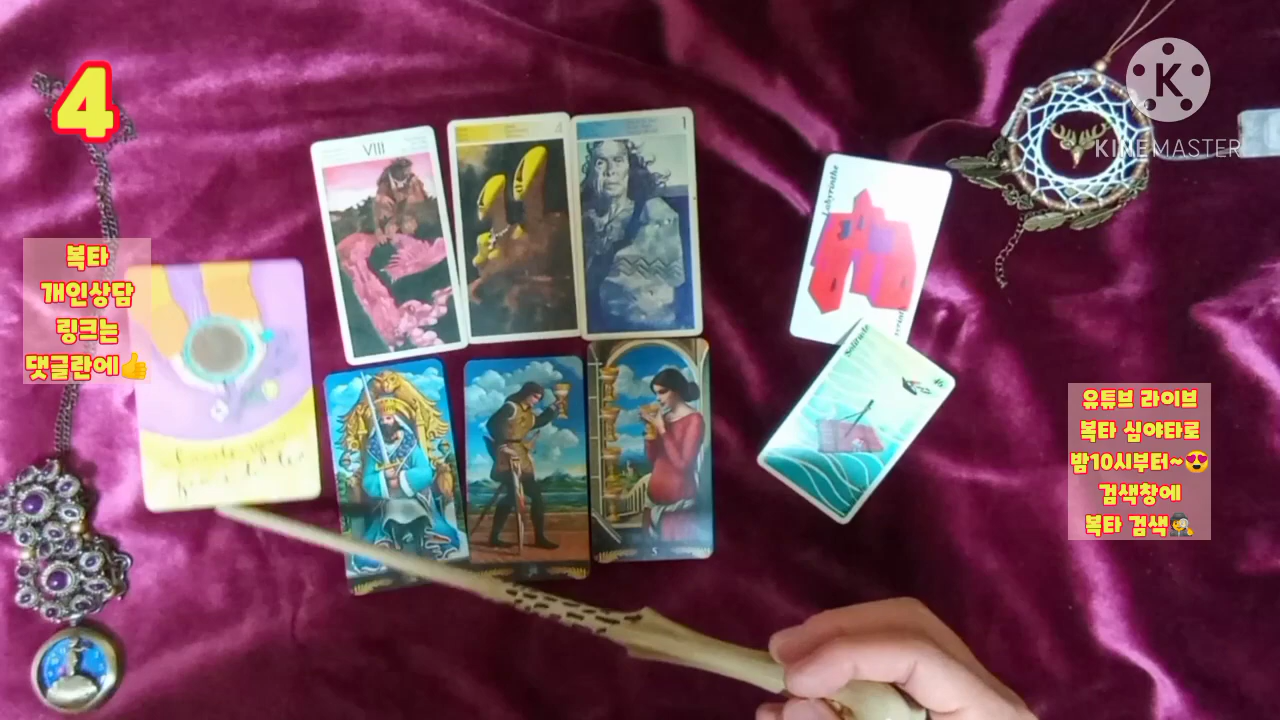 4
복타
개인상담
링크는
댓글란에👍
VIII
4
1
Labyrinthe
Solitude
5
K
KINEMASTER
유튜브 라이브
복타 심야타로
밤10시부터~😍
검색창에
복타 검색🕵️